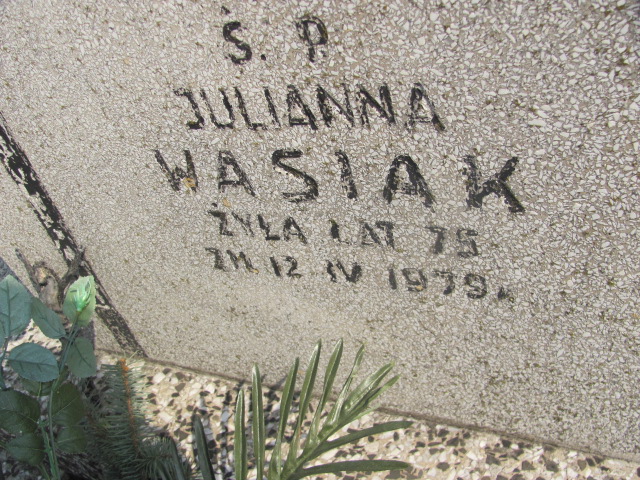 Ś. P
JULIANNA
WASIAK
ŻYŁA LAT 75
ZM 12 IV 1979 R